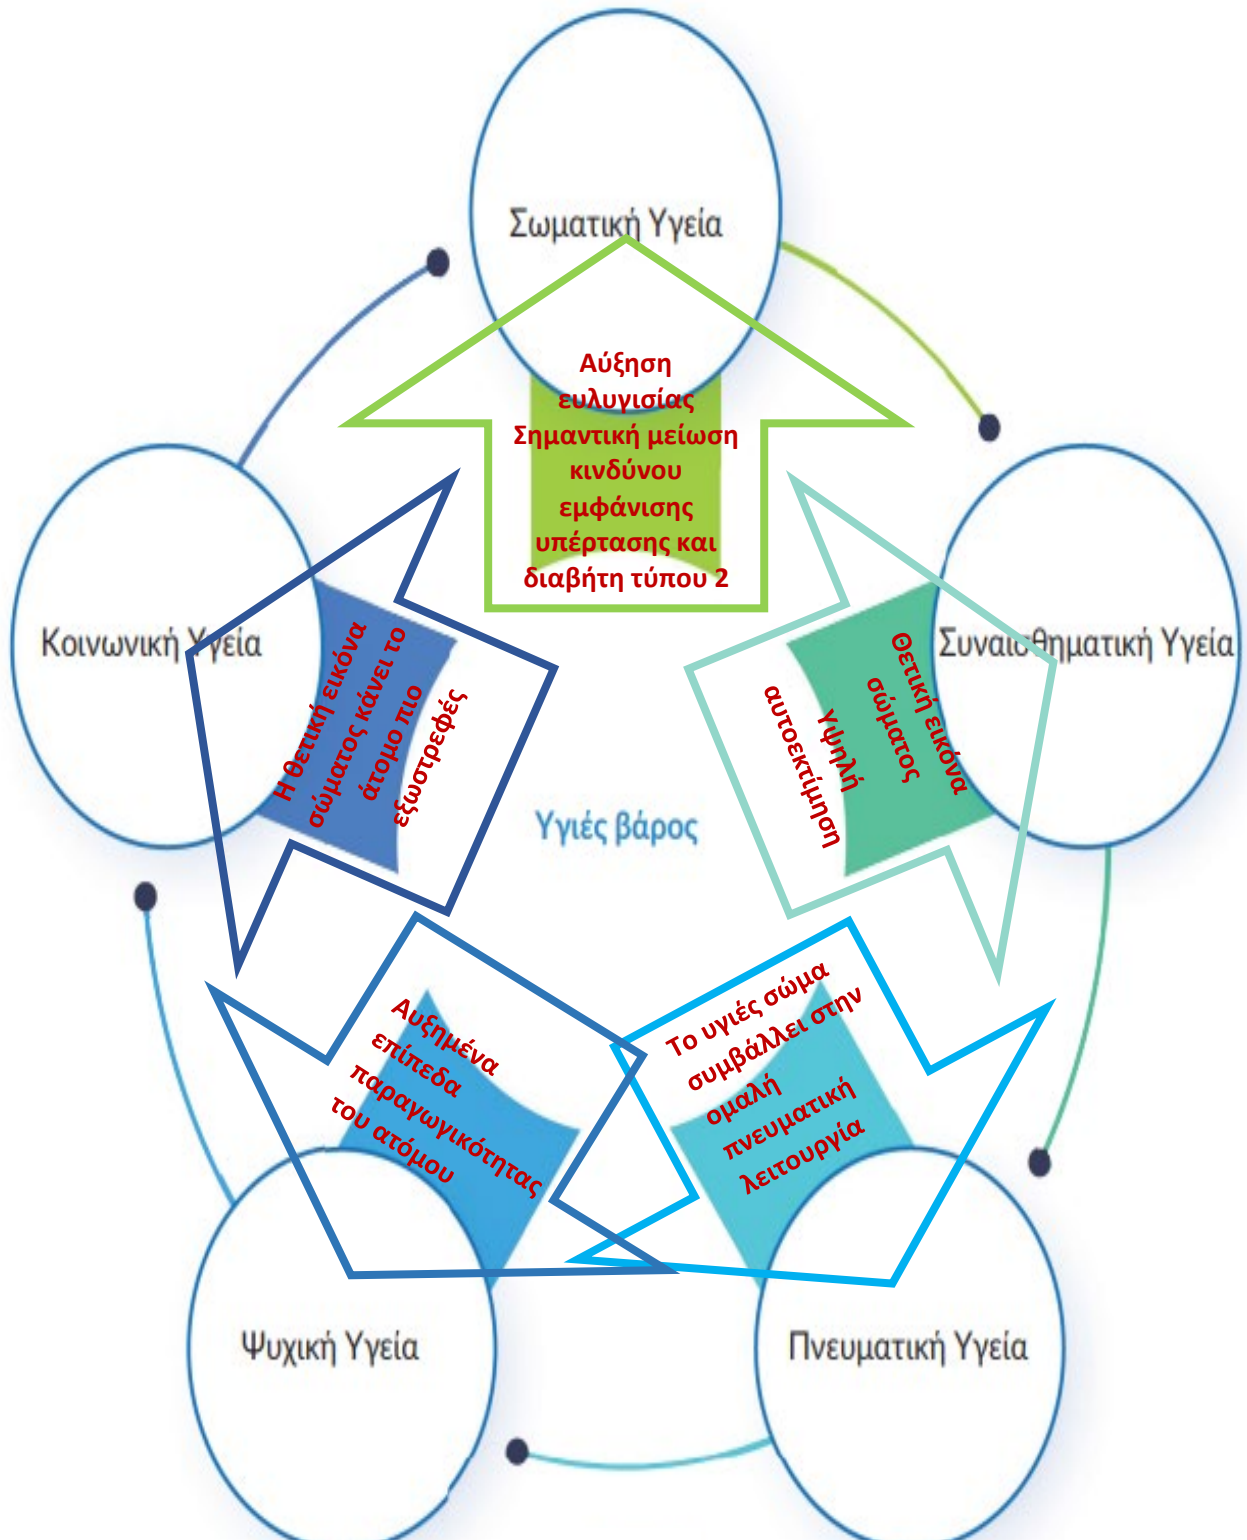 Σωματική Υγεία
Αύξηση
ευλυγισίας
Σημαντική μείωση
κινδύνου
εμφάνισης
υπέρτασης και
διαβήτη τύπου 2
Κοινωνική Υγεία
Η θετική εικόνα
σώματος κάνει το
άτομο πιο
εξωστρεφές
Συναισθηματική Υγεία
Θετική εικόνα
σώματος
Υψηλή
αυτοεκτίμηση
Υγιές βάρος
Αυξημένα
επίπεδα
παραγωγικότητας
του ατόμου
Το υγιές σώμα
συμβάλλει στην
ομαλή
πνευματική
λειτουργία
Ψυχική Υγεία
Πνευματική Υγεία